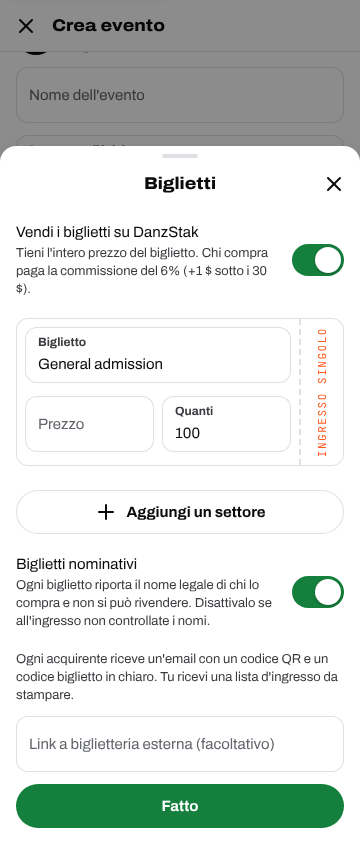 Crea evento
Nome dell'evento
Biglietti
Vendi i biglietti su DanzStak
Tieni l'intero prezzo del biglietto. Chi compra
paga la commissione del 6% (+1 $ sotto i 30
$).
Biglietto
General admission
Prezzo
Quanti
100
INGRESSO SINGOLO
Aggiungi un settore
Biglietti nominativi
Ogni biglietto riporta il nome legale di chi lo
compra e non si può rivendere. Disattivalo se
all'ingresso non controllate i nomi.
Ogni acquirente riceve un'email con un codice QR e un
codice biglietto in chiaro. Tu ricevi una lista d'ingresso da
stampare.
Link a biglietteria esterna (facoltativo)
Fatto